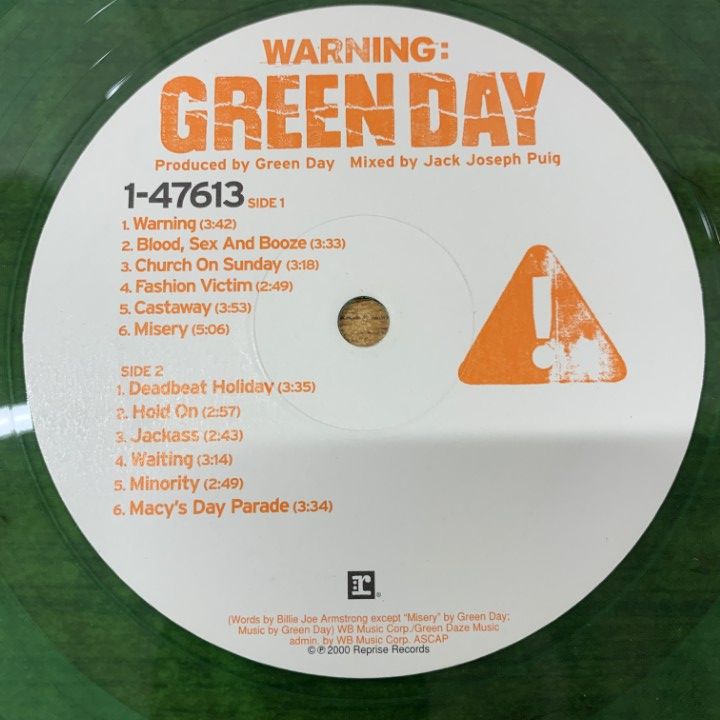 WARNING:
GREEN DAY
Produced by Green Day Mixed by Jack Joseph Puig
1-47613 SIDE 1
1. Warning (3:42)
2. Blood, Sex And Booze (3:33)
3. Church On Sunday (3:18)
4. Fashion Victim (2:49)
5. Castaway (3:53)
6. Misery (5:06)
SIDE 2
1. Deadbeat Holiday (3:35)
2. Hold On (2:57)
3. Jackass (2:43)
4. Waiting (3:14)
5. Minority (2:49)
6. Macy's Day Parade (3:34)
!
r®
(Words by Billie Joe Armstrong except "Misery" by Green Day;
Music by Green Day) WB Music Corp./Green Daze Music
admin. by WB Music Corp. ASCAP
©℗ 2000 Reprise Records